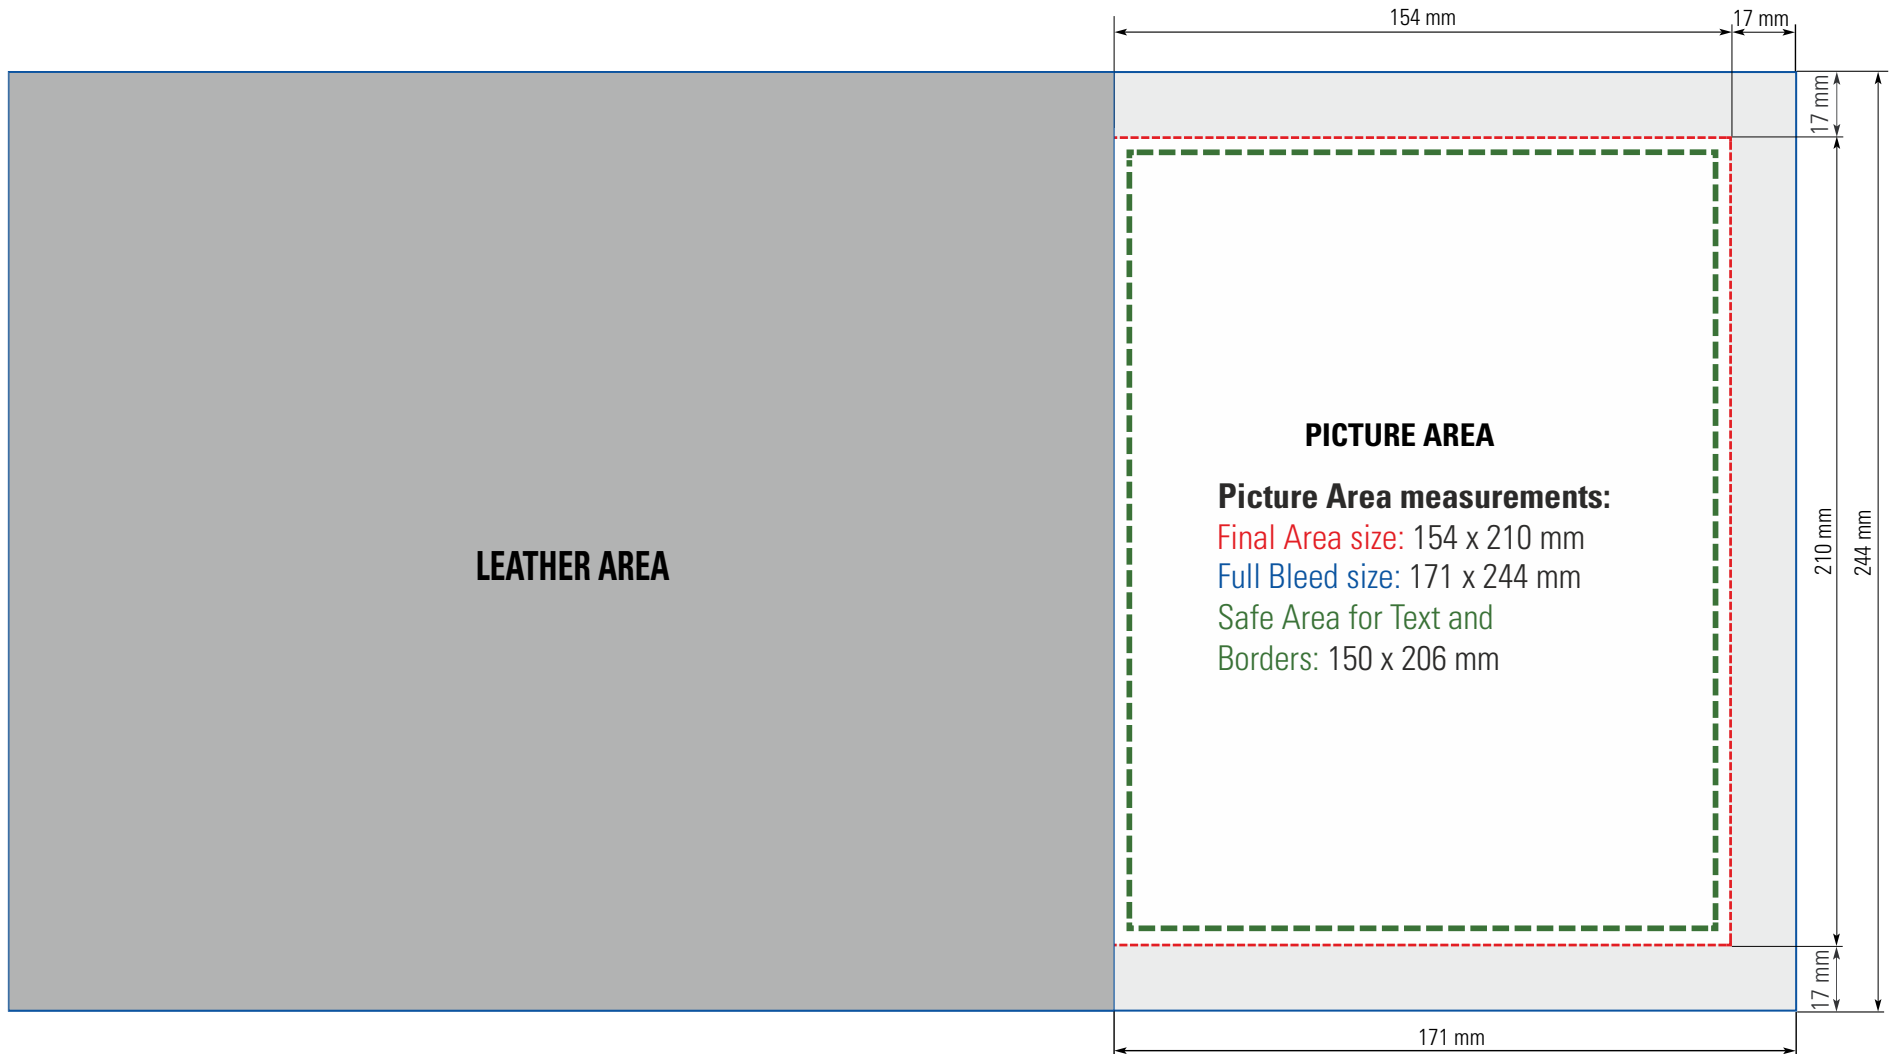 154 mm
17 mm
17 mm
LEATHER AREA
PICTURE AREA
Picture Area measurements:
Final Area size: 154 x 210 mm
Full Bleed size: 171 x 244 mm
Safe Area for Text and
Borders: 150 x 206 mm
210 mm
244 mm
17 mm
171 mm